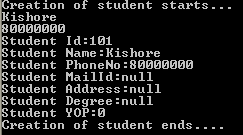 Creation of student starts...
Kishore
80000000
Student Id:101
Student Name:Kishore
Student PhoneNo:80000000
Student MailId:null
Student Address:null
Student Degree:null
Student YOP:0
Creation of student ends....